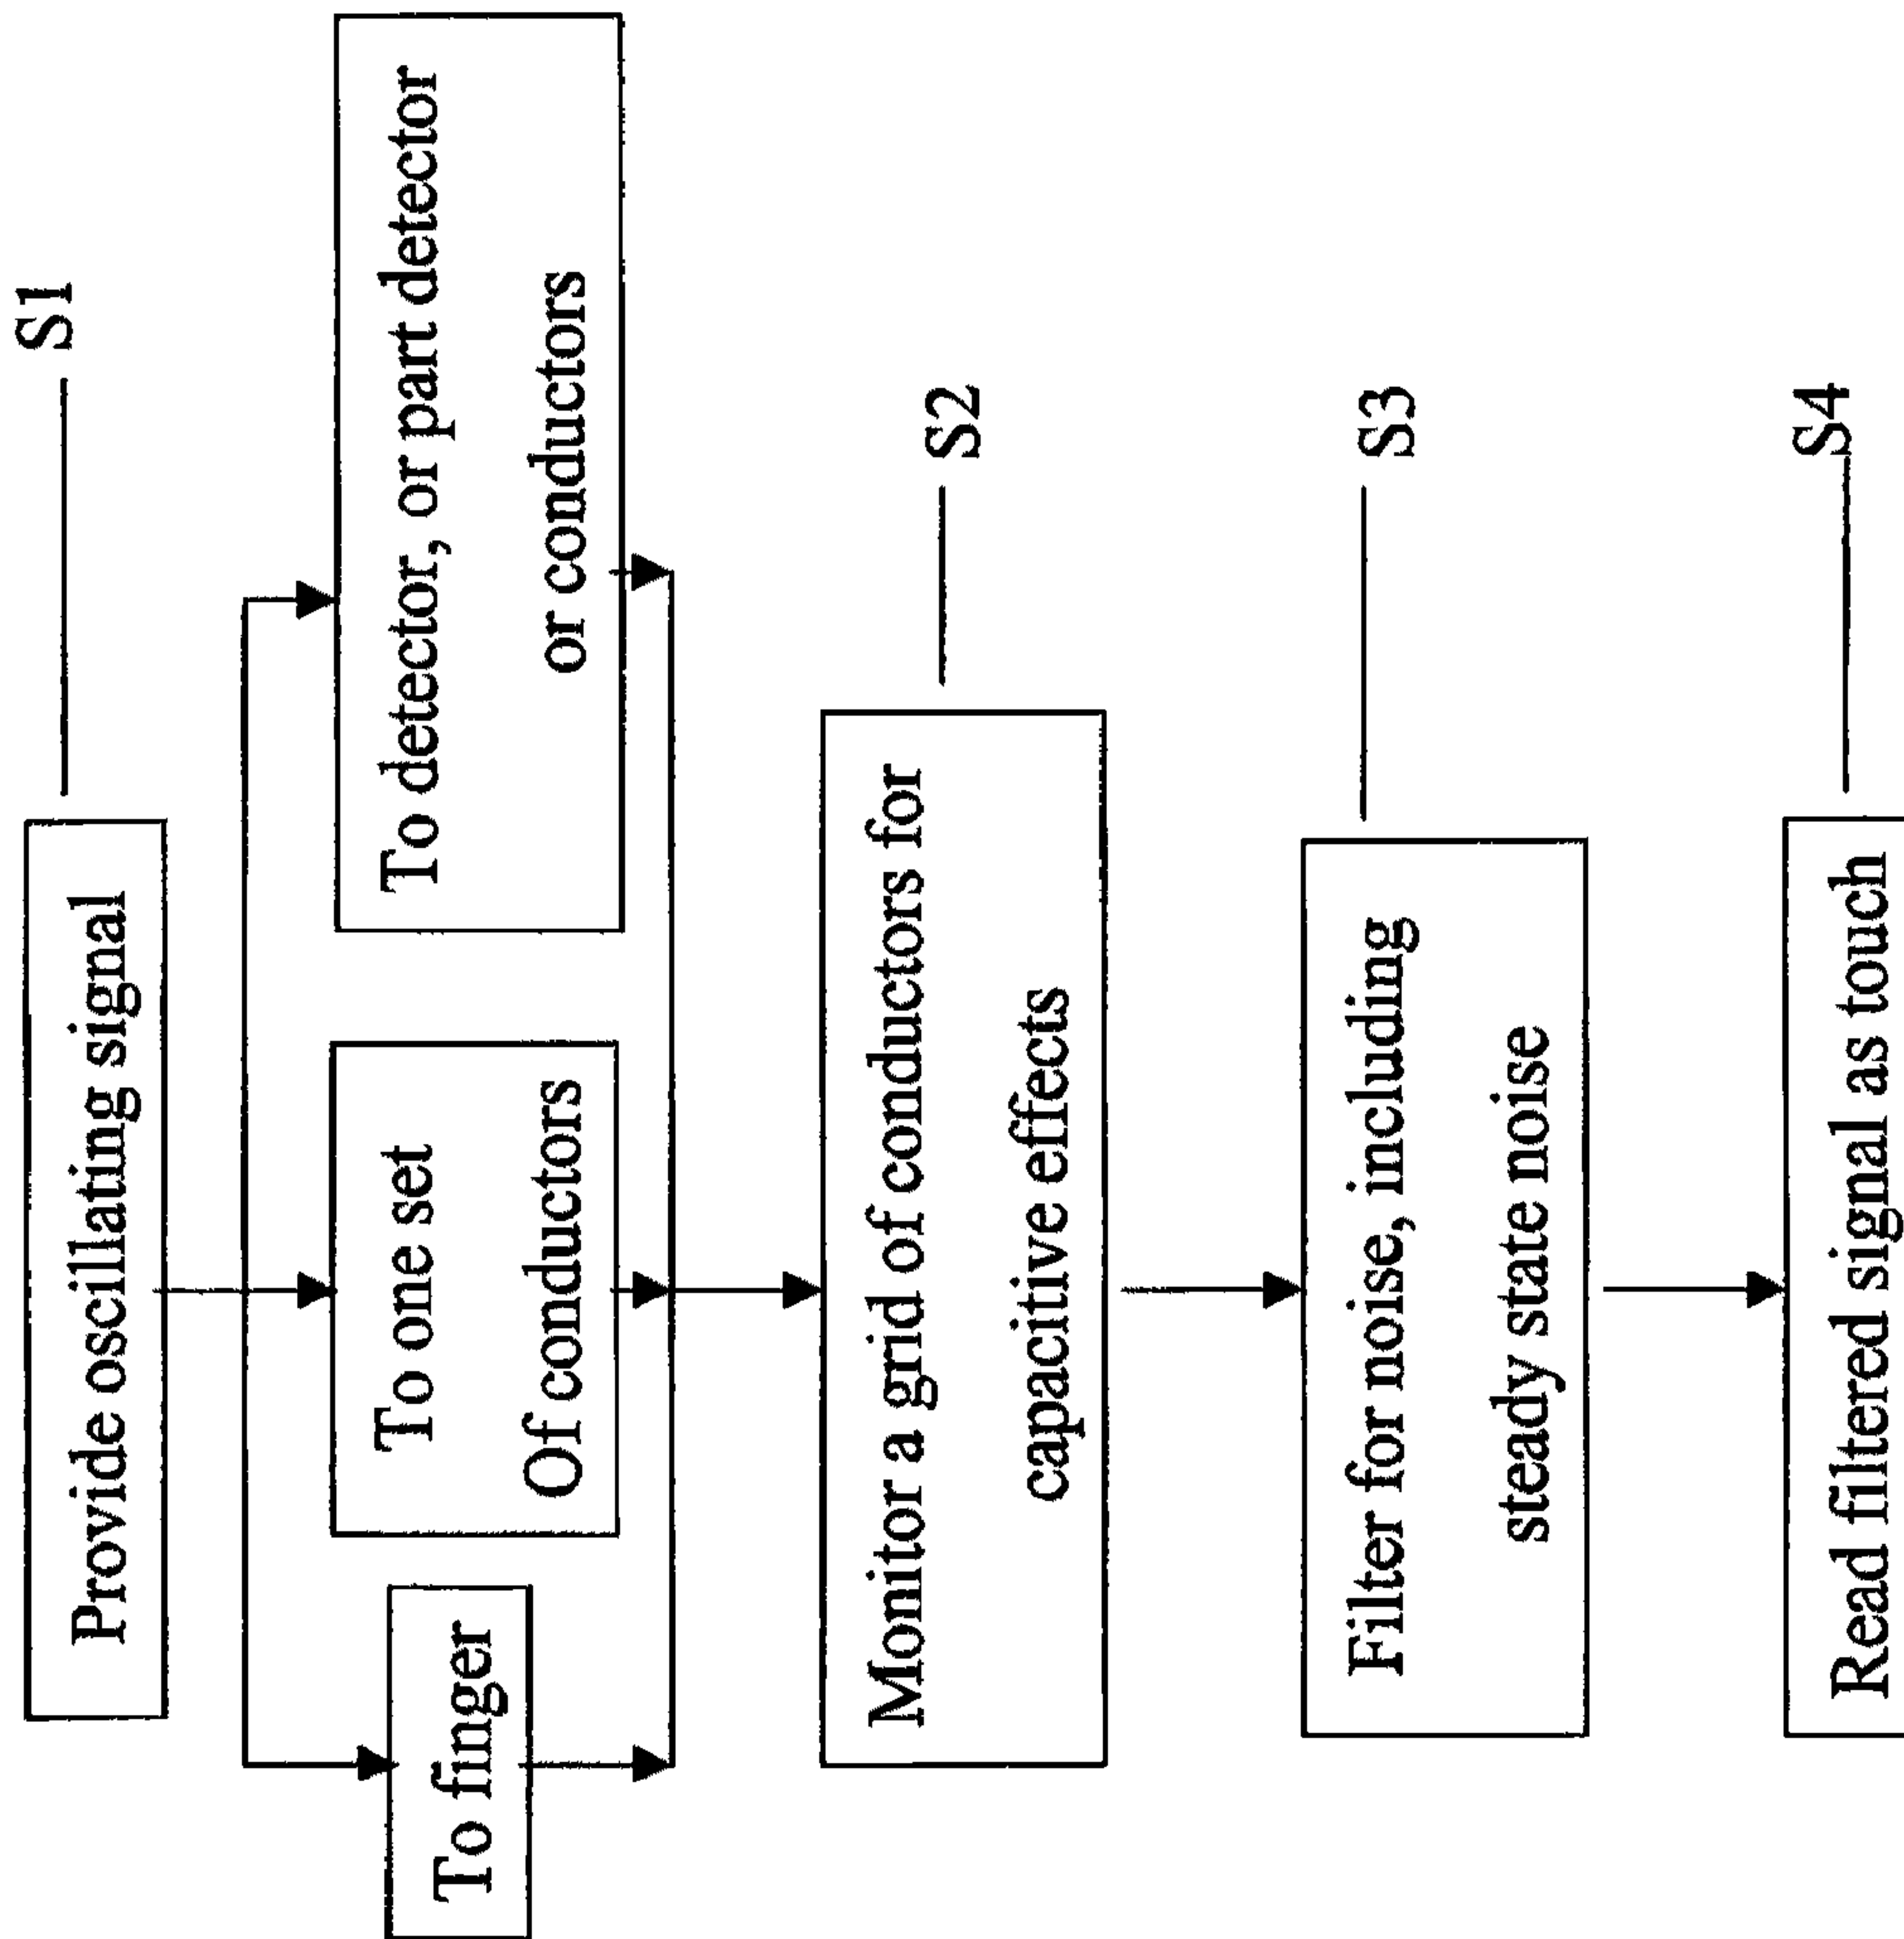 Provide oscillating signal
S1
To finger
To one set
Of conductors
To detector, or part detector
or conductors
Monitor a grid of conductors for
capacitive effects
S2
Filter for noise, including
steady state noise
S3
Read filtered signal as touch
S4